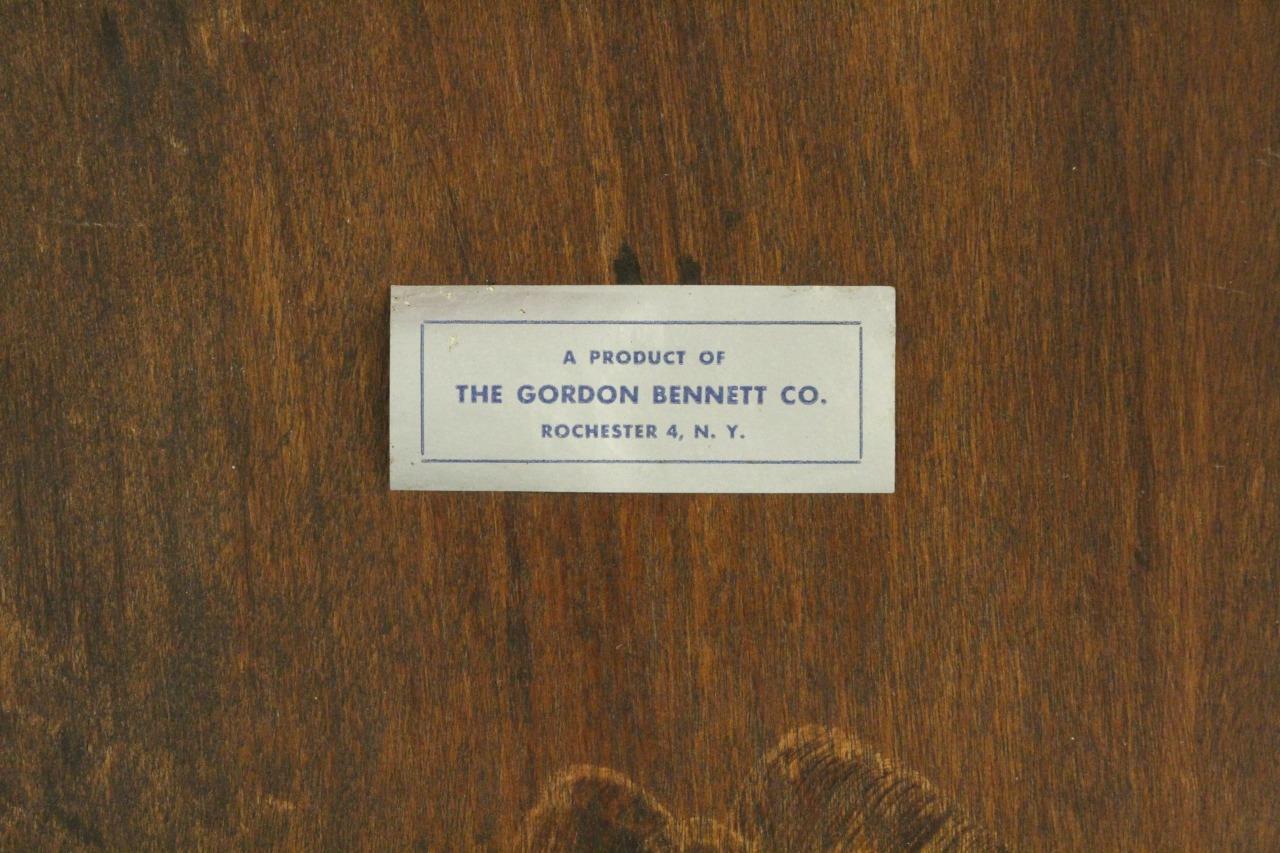 A PRODUCT OF
THE GORDON BENNETT CO.
ROCHESTER 4, N. Y.